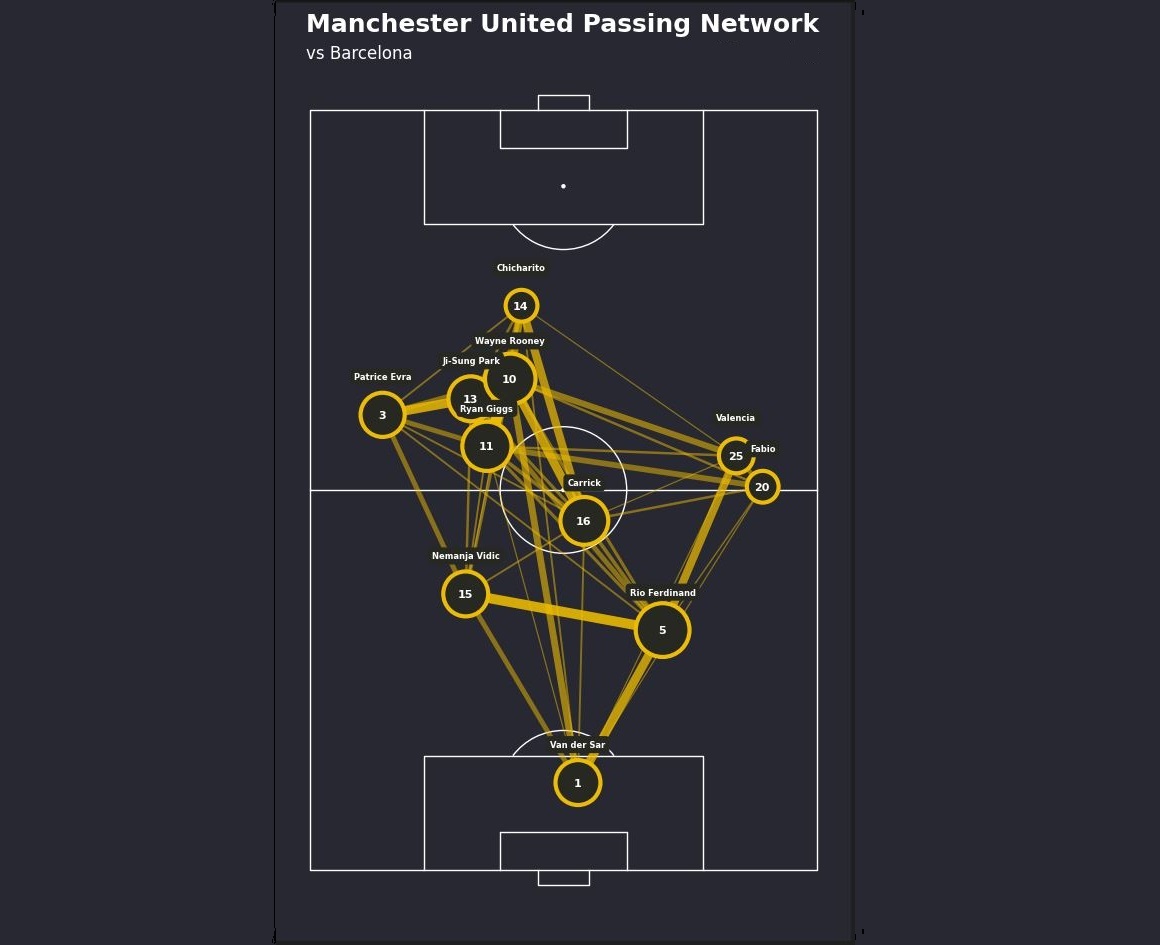 Manchester United Passing Network
vs Barcelona
Chicharito
14
Wayne Rooney
Ji-Sung Park
10
Patrice Evra
13
Ryan Giggs
3
Valencia
11
Fabio
25
Carrick
20
16
Nemanja Vidic
15
Rio Ferdinand
5
Van der Sar
1